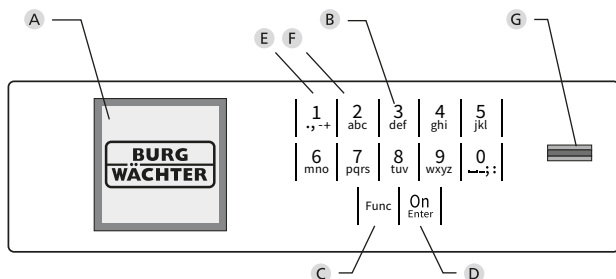 A
E F B
G
1 2 3 4 5
.,-+ abc def ghi jkl
BURG
WÄCHTER
6 7 8 9 0
mno pqrs tuv wxyz ⎵–;:
Func On
Enter
C D